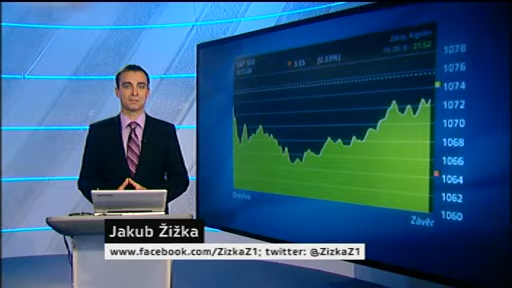 S&P 500
1078
1076
1074
1072
1070
1068
1066
1064
1062
1060
Závěr
Jakub Žižka
www.facebook.com/ZizkaZ1; twitter: @ZizkaZ1